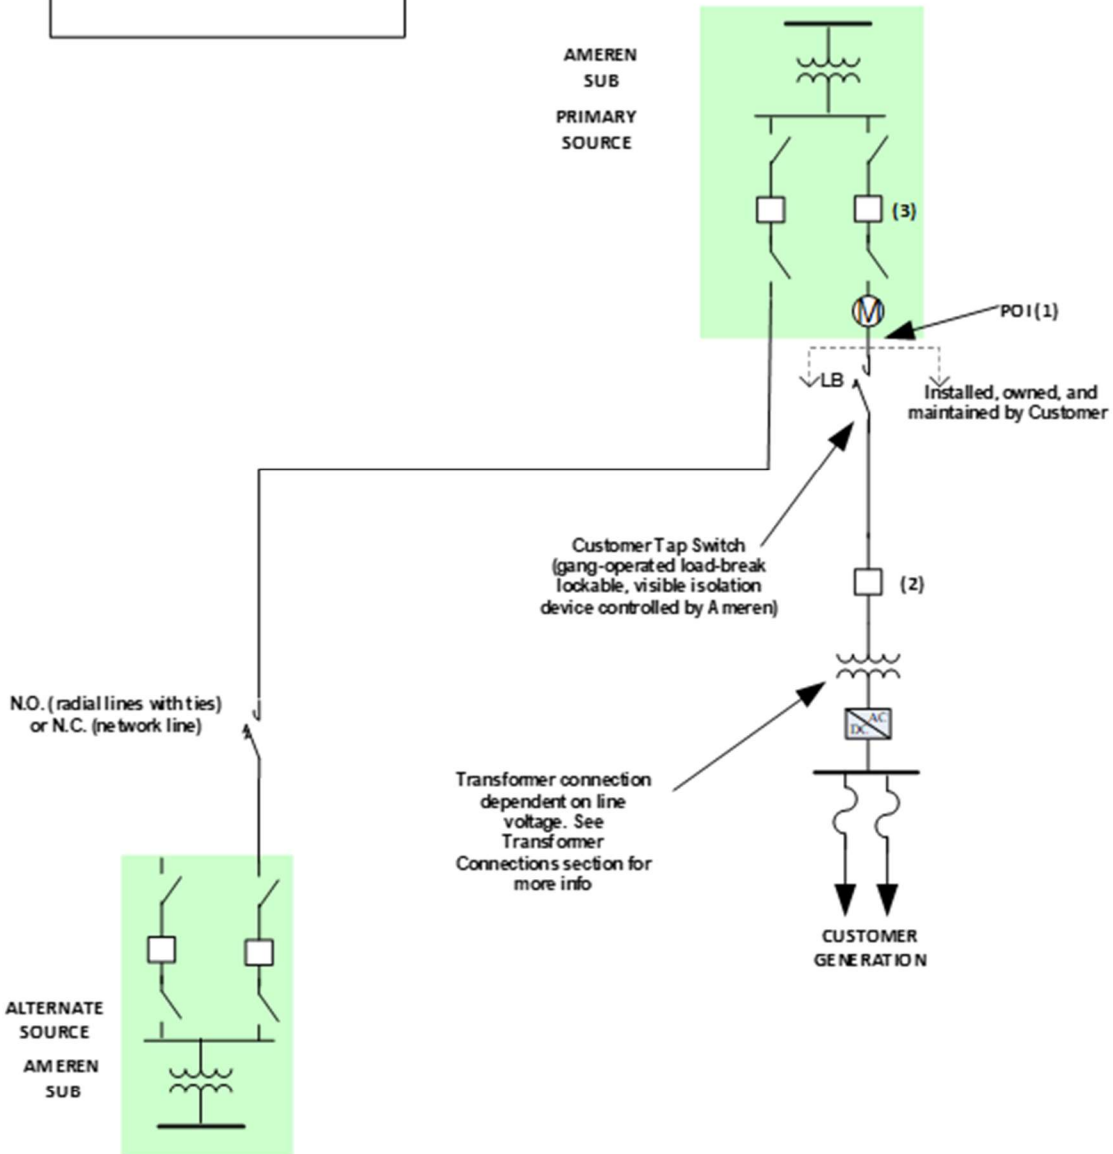 AMEREN
SUB
PRIMARY
SOURCE
(3)
M
POI (1)
LB
Installed, owned, and
maintained by Customer
Customer Tap Switch
(gang-operated load-break
lockable, visible isolation
device controlled by Ameren)
(2)
N.O. (radial lines with ties)
or N.C. (network line)
AC
DC
Transformer connection
dependent on line
voltage. See
Transformer
Connections section for
more info
CUSTOMER
GENERATION
ALTERNATE
SOURCE
AMEREN
SUB